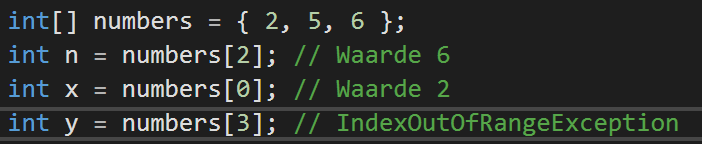 int[] numbers = { 2, 5, 6 };
int n = numbers[2]; // Waarde 6
int x = numbers[0]; // Waarde 2
int y = numbers[3]; // IndexOutOfRangeException